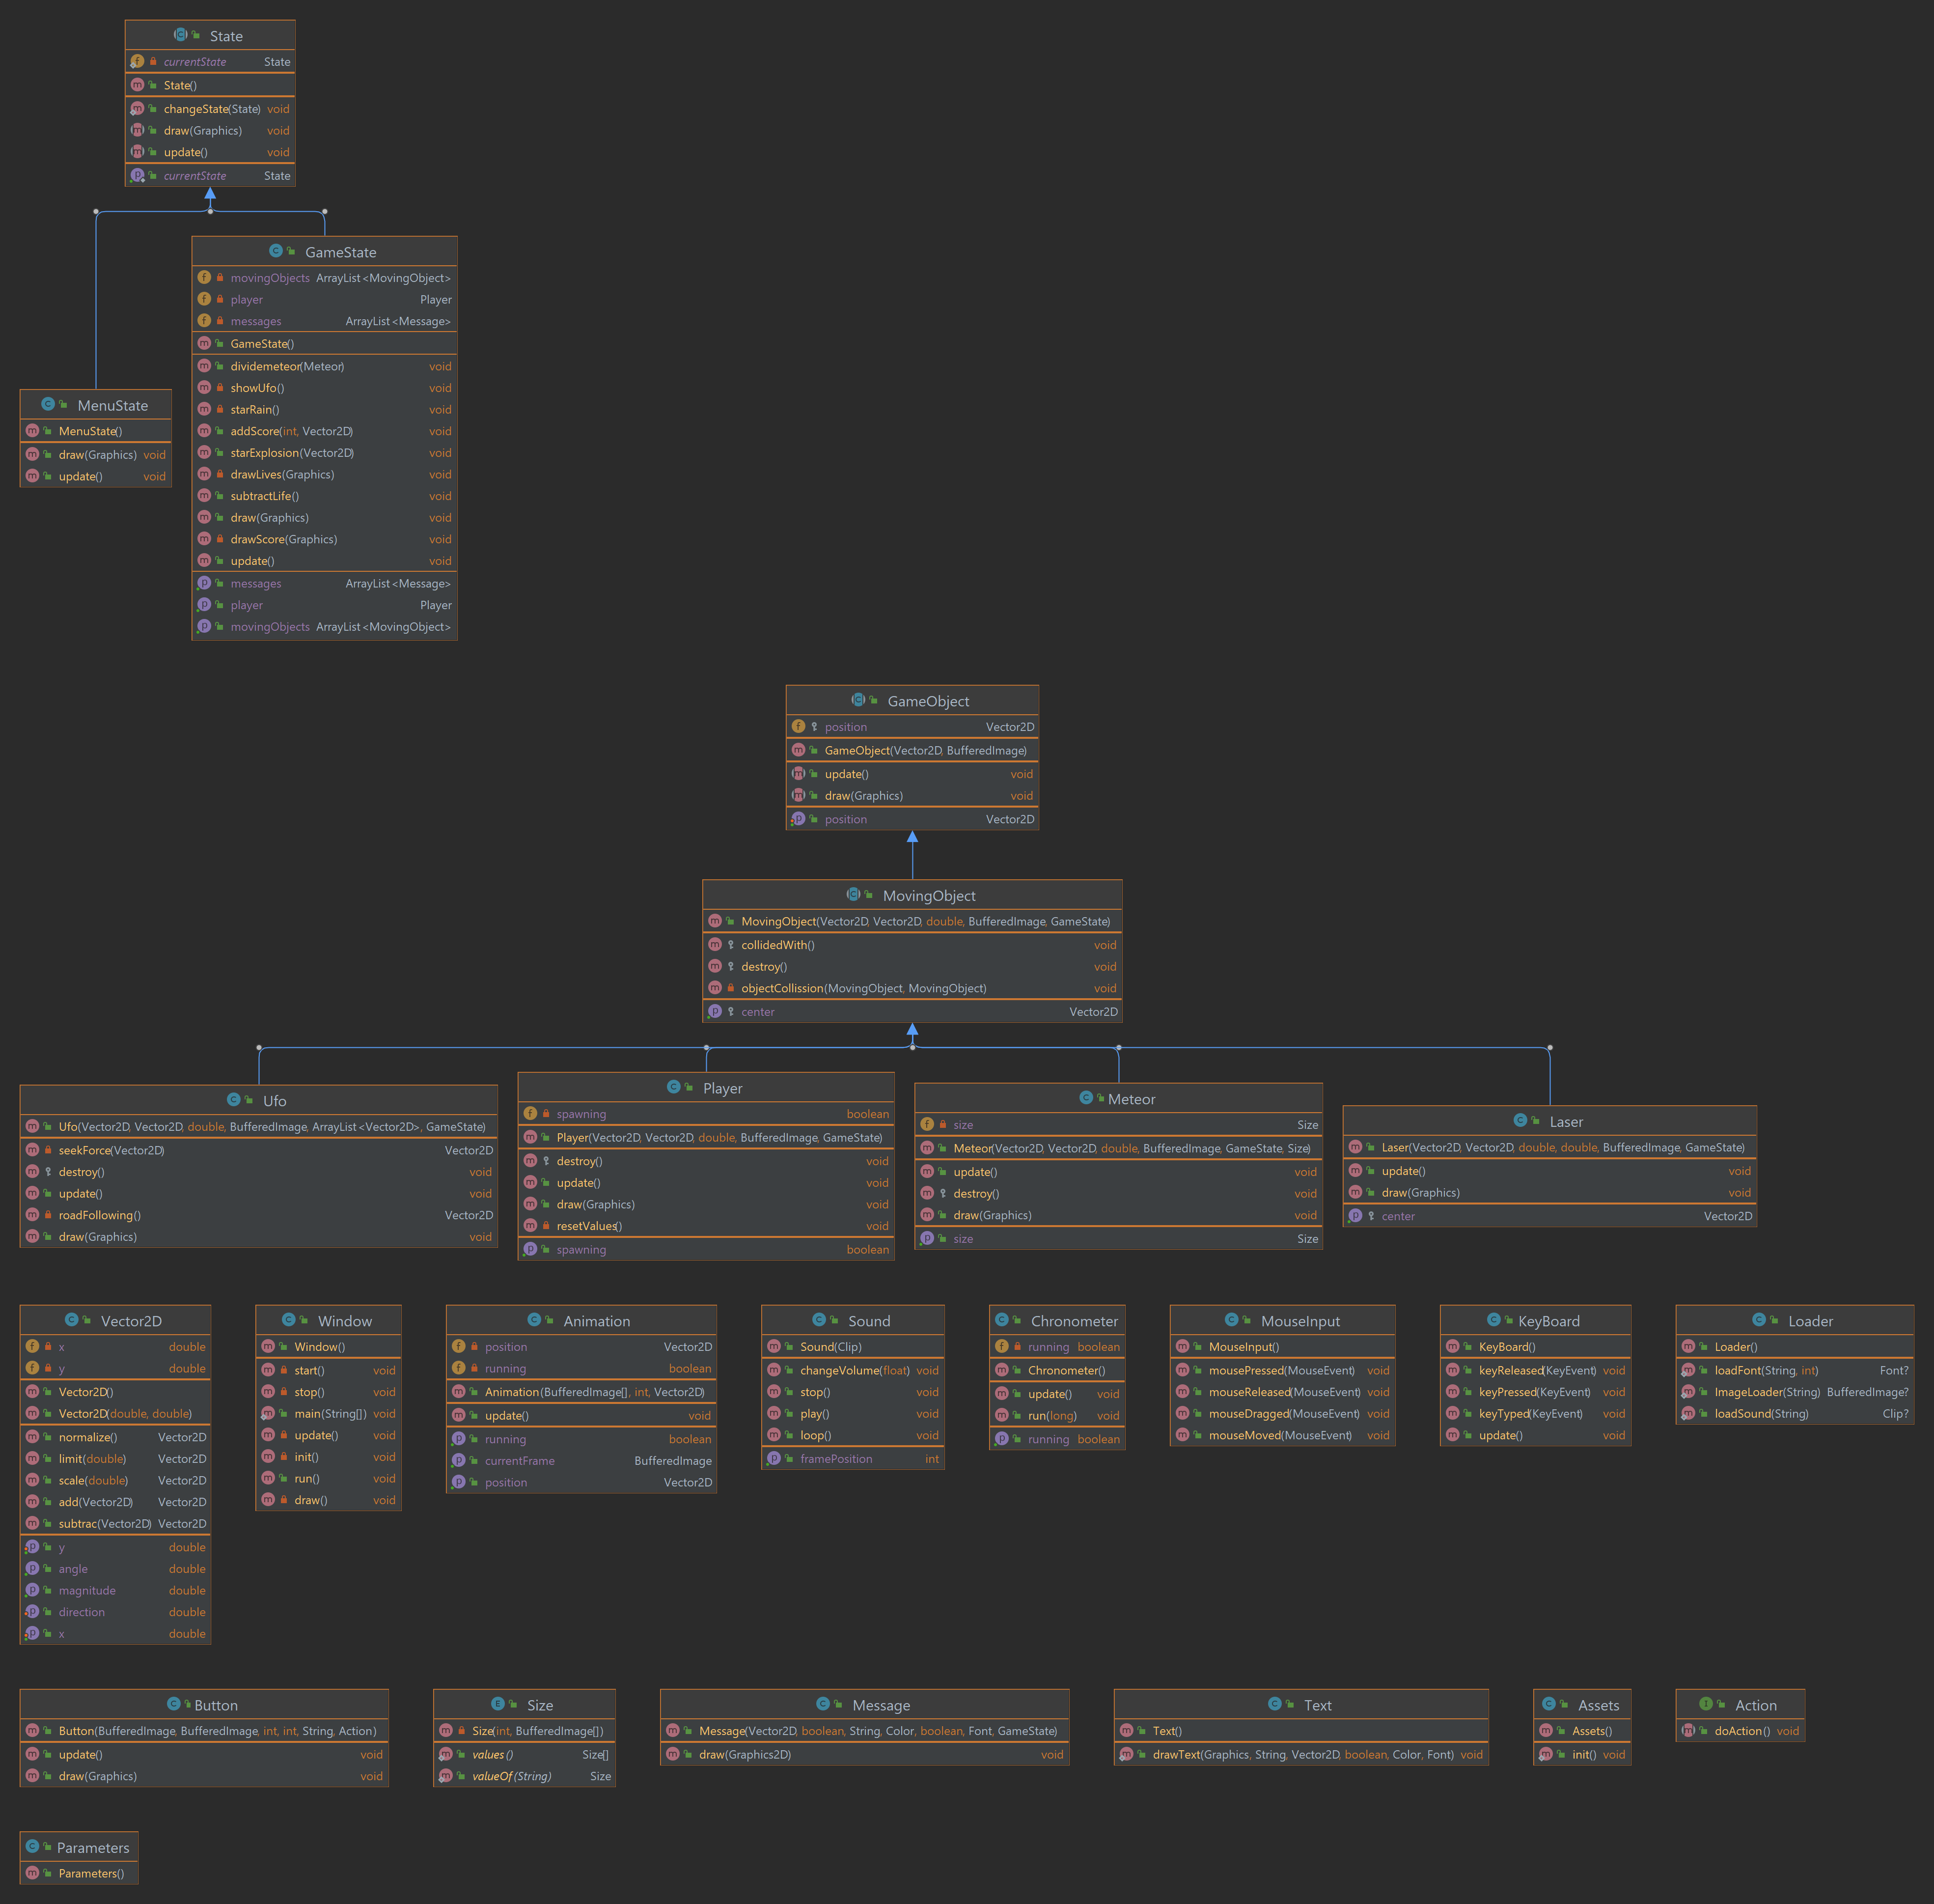 State
currentState State
State()
changeState(State) void
draw(Graphics) void
update() void
currentState State
GameState
movingObjects ArrayList<MovingObject>
player Player
messages ArrayList<Message>
GameState()
dividemeteor(Meteor) void
showUfo() void
starRain() void
addScore(int, Vector2D) void
starExplosion(Vector2D) void
drawLives(Graphics) void
subtractLife() void
draw(Graphics) void
drawScore(Graphics) void
update() void
messages ArrayList<Message>
player Player
movingObjects ArrayList<MovingObject>
MenuState
MenuState()
draw(Graphics) void
update() void
GameObject
position Vector2D
GameObject(Vector2D, BufferedImage)
update() void
draw(Graphics) void
position Vector2D
MovingObject
MovingObject(Vector2D, Vector2D, double, BufferedImage, GameState)
collidedWith() void
destroy() void
objectCollission(MovingObject, MovingObject) void
center Vector2D
Ufo
Ufo(Vector2D, Vector2D, double, BufferedImage, ArrayList<Vector2D>, GameState)
seekForce(Vector2D) Vector2D
destroy() void
update() void
roadFollowing() Vector2D
draw(Graphics) void
Player
spawning boolean
Player(Vector2D, Vector2D, double, BufferedImage, GameState)
destroy() void
update() void
draw(Graphics) void
resetValues() void
spawning boolean
Meteor
size Size
Meteor(Vector2D, Vector2D, double, BufferedImage, GameState, Size)
update() void
destroy() void
draw(Graphics) void
size Size
Laser
Laser(Vector2D, Vector2D, double, double, BufferedImage, GameState)
update() void
draw(Graphics) void
center Vector2D
Vector2D
x double
y double
Vector2D()
Vector2D(double, double)
normalize() Vector2D
limit(double) Vector2D
scale(double) Vector2D
add(Vector2D) Vector2D
subtrac(Vector2D) Vector2D
y double
angle double
magnitude double
direction double
x double
Window
Window()
start() void
stop() void
main(String[]) void
update() void
init() void
run() void
draw() void
Animation
position Vector2D
running boolean
Animation(BufferedImage[], int, Vector2D)
update() void
running boolean
currentFrame BufferedImage
position Vector2D
Sound
Sound(Clip)
changeVolume(float) void
stop() void
play() void
loop() void
framePosition int
Chronometer
running boolean
Chronometer()
update() void
run(long) void
running boolean
MouseInput
MouseInput()
mousePressed(MouseEvent) void
mouseReleased(MouseEvent) void
mouseDragged(MouseEvent) void
mouseMoved(MouseEvent) void
KeyBoard
KeyBoard()
keyReleased(KeyEvent) void
keyPressed(KeyEvent) void
keyTyped(KeyEvent) void
update() void
Loader
Loader()
loadFont(String, int) Font?
ImageLoader(String) BufferedImage?
loadSound(String) Clip?
Button
Button(BufferedImage, BufferedImage, int, int, String, Action)
update() void
draw(Graphics) void
Size
Size(int, BufferedImage[])
values() Size[]
valueOf(String) Size
Message
Message(Vector2D, boolean, String, Color, boolean, Font, GameState)
draw(Graphics2D) void
Text
Text()
drawText(Graphics, String, Vector2D, boolean, Color, Font) void
Assets
Assets()
init() void
Action
doAction() void
Parameters
Parameters()